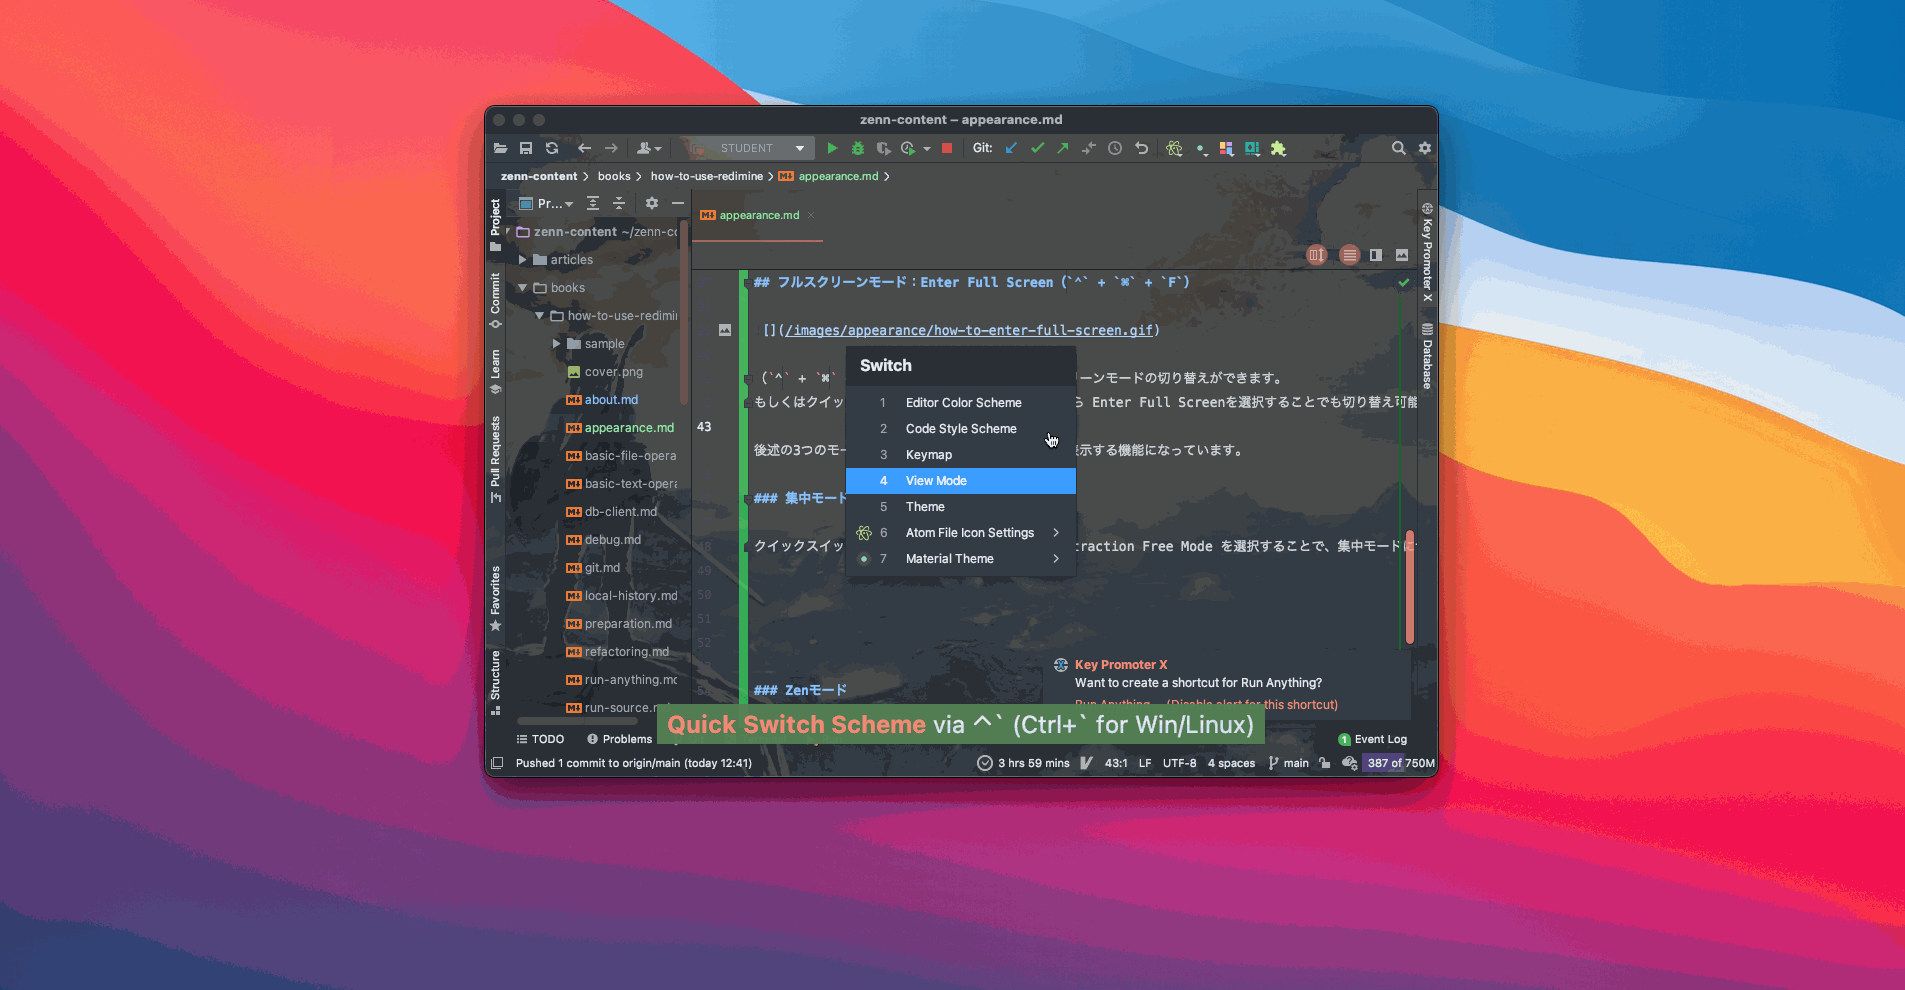 zenn-content – appearance.md
STUDENT
Git:
zenn-content
books
how-to-use-redimine
appearance.md
Project
Commit
Learn
Pull Requests
Favorites
Structure
Pr...
zenn-content ~/zenn-co
articles
books
how-to-use-redimi
sample
cover.png
about.md
appearance.md
basic-file-opera
basic-text-opera
db-client.md
debug.md
git.md
local-history.md
preparation.md
refactoring.md
run-anything.md
run-source.m
appearance.md
## フルスクリーンモード：Enter Full Screen（`^` + `⌘` + `F`）
[](/images/appearance/how-to-enter-full-screen.gif)
（`^` + `⌘` ーンモードの切り替えができます。
もしくはクイッ ら Enter Full Screenを選択することでも切り替え可能
43
後述の3つのモー 示する機能になっています。
### 集中モード
48 クイックスイッ traction Free Mode を選択することで、集中モードに
49
50
51
52
### Zenモード
Switch
1 Editor Color Scheme
2 Code Style Scheme
3 Keymap
4 View Mode
5 Theme
6 Atom File Icon Settings
7 Material Theme
Key Promoter X
Database
Key Promoter X
Want to create a shortcut for Run Anything?
Run Anything (Disable alert for this shortcut)
Quick Switch Scheme via ^` (Ctrl+` for Win/Linux)
TODO
Problems
1 Event Log
Pushed 1 commit to origin/main (today 12:41)
3 hrs 59 mins
43:1
LF
UTF-8
4 spaces
main
387 of 750M